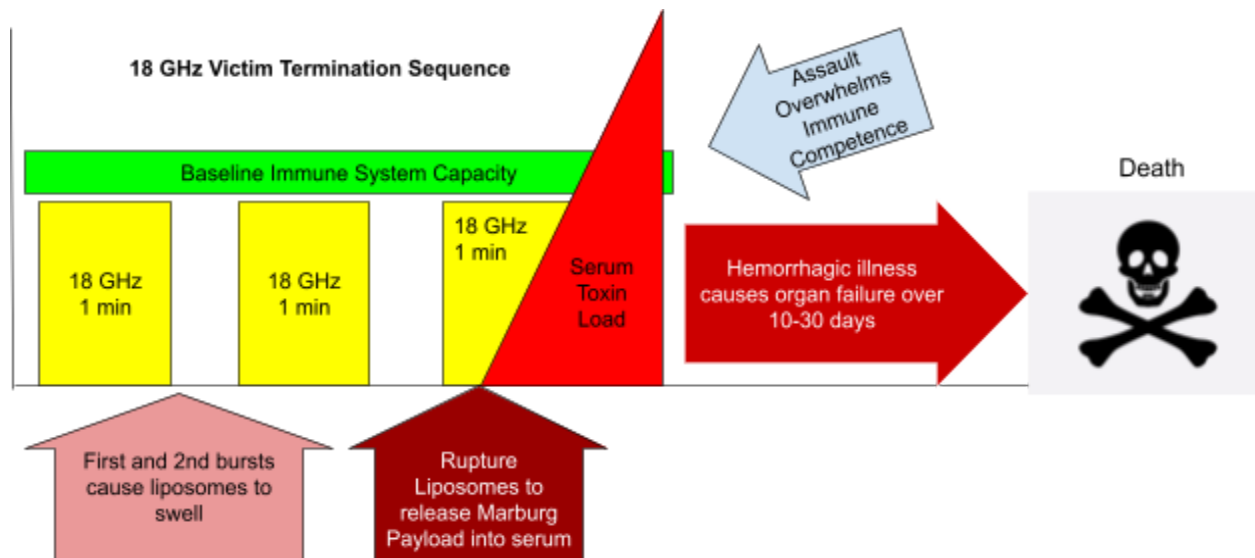 18 GHz Victim Termination Sequence
Assault
Overwhelms
Immune
Competence
Baseline Immune System Capacity
Death
18 GHz
1 min
18 GHz
1 min
18 GHz
1 min
Serum
Toxin
Load
Hemorrhagic illness
causes organ failure over
10-30 days
First and 2nd bursts
cause liposomes to
swell
Rupture
Liposomes to
release Marburg
Payload into serum